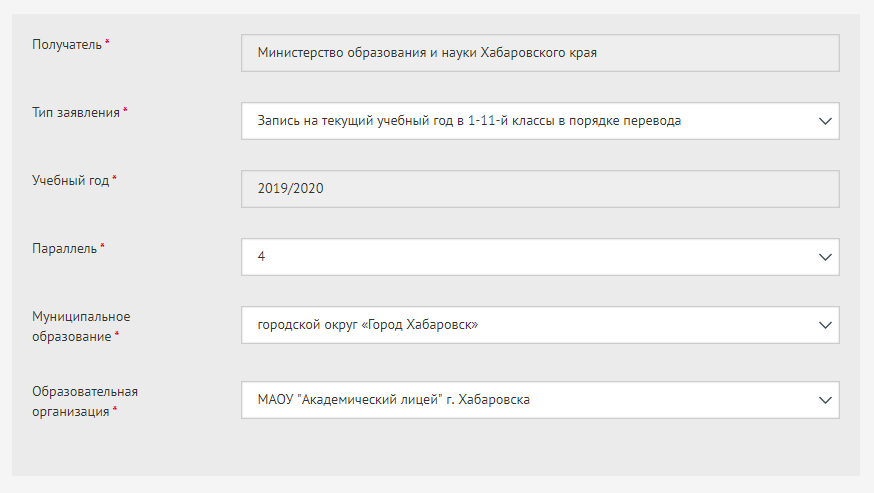 Получатель *
Министерство образования и науки Хабаровского края
Тип заявления *
Запись на текущий учебный год в 1-11-й классы в порядке перевода
Учебный год *
2019/2020
Параллель *
4
Муниципальное
образование *
городской округ «Город Хабаровск»
Образовательная
организация *
МАОУ "Академический лицей" г. Хабаровска